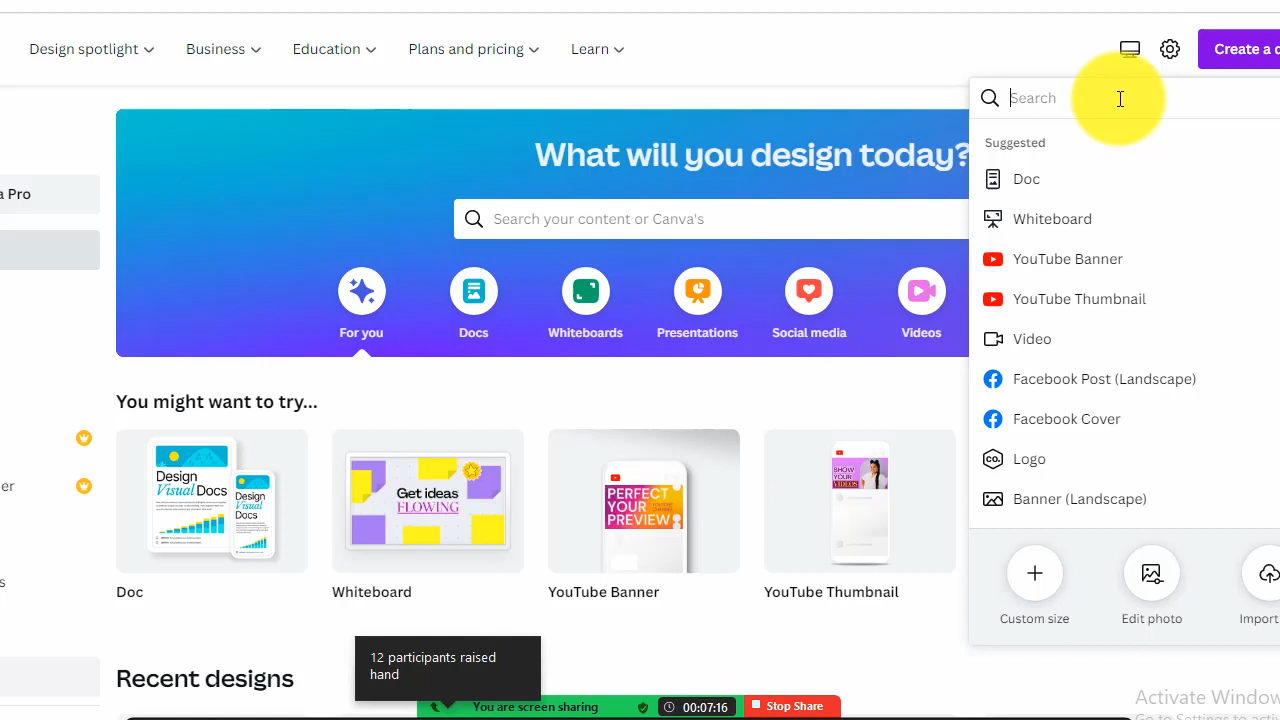 Design spotlight
Business
Education
Plans and pricing
Learn
Create a d
Search
Suggested
Doc
Whiteboard
YouTube Banner
YouTube Thumbnail
Video
Facebook Post (Landscape)
Facebook Cover
CO.
Logo
Banner (Landscape)
Custom size
Edit photo
Import
a Pro
er
s
What will you design today?
Search your content or Canva's
For you
Docs
Whiteboards
Presentations
Social media
Videos
You might want to try...
Design
Visual Docs
Design
Visual
Docs
Get ideas
FLOWING
PERFECT
YOUR
PREVIEW
SHOW
YOUR
VIDEOS
Doc
Whiteboard
YouTube Banner
YouTube Thumbnail
Recent designs
12 participants raised
hand
You are screen sharing
00:07:16
Stop Share
Activate Window